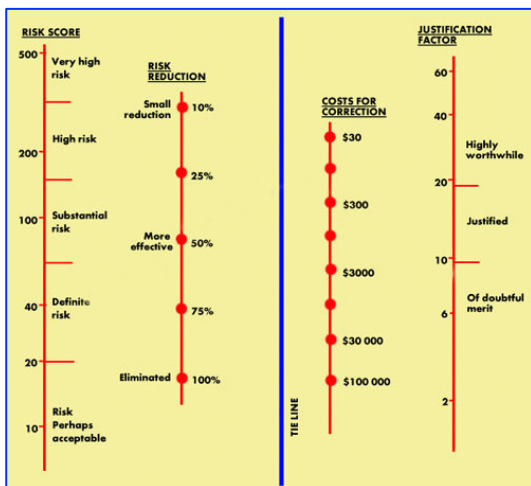 RISK SCORE
500
Very high
risk
High risk
200
100
Substantial
risk
40
Definite
risk
20
Risk
Perhaps
acceptable
10
RISK
REDUCTION
Small
reduction
10%
25%
More
effective
50%
75%
Eliminated
100%
TIE LINE
COSTS FOR
CORRECTION
$30
$300
$3000
$30 000
$100 000
JUSTIFICATION
FACTOR
60
40
Highly
worthwhile
20
Justified
10
Of doubtful
merit
6
2